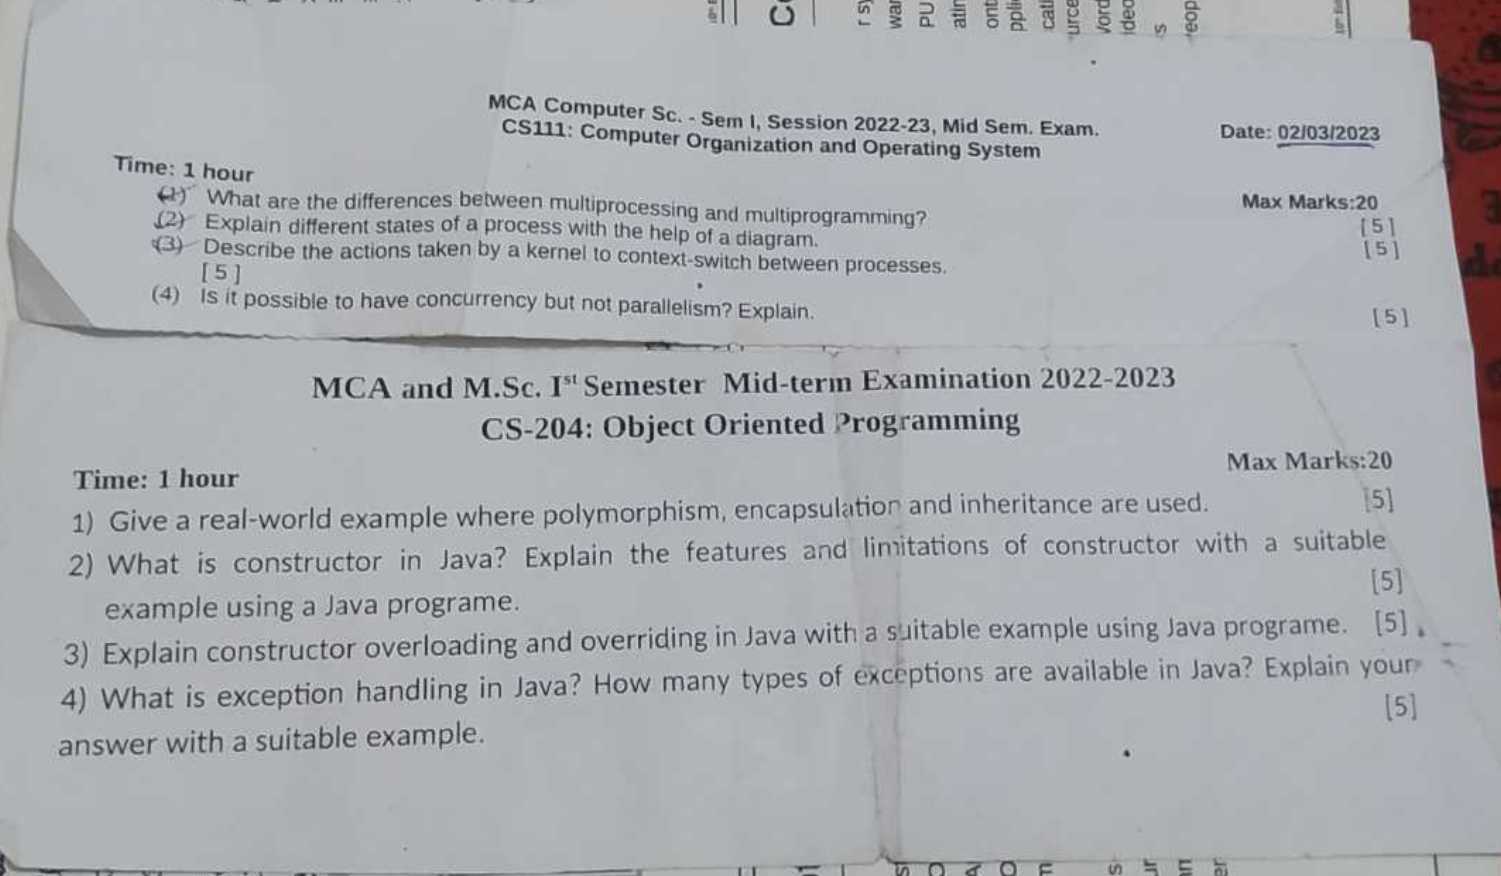 MCA Computer Sc. - Sem I, Session 2022-23, Mid Sem. Exam.
CS111: Computer Organization and Operating System
Date: 02/03/2023
Time: 1 hour
Max Marks:20
(1) What are the differences between multiprocessing and multiprogramming? [5]
(2) Explain different states of a process with the help of a diagram. [5]
(3) Describe the actions taken by a kernel to context-switch between processes.
[5]
(4) Is it possible to have concurrency but not parallelism? Explain. [5]
MCA and M.Sc. Ist Semester Mid-term Examination 2022-2023
CS-204: Object Oriented Programming
Time: 1 hour
Max Marks:20
1) Give a real-world example where polymorphism, encapsulation and inheritance are used. [5]
2) What is constructor in Java? Explain the features and limitations of constructor with a suitable
example using a Java programe. [5]
3) Explain constructor overloading and overriding in Java with a suitable example using Java programe. [5]
4) What is exception handling in Java? How many types of exceptions are available in Java? Explain your
answer with a suitable example. [5]